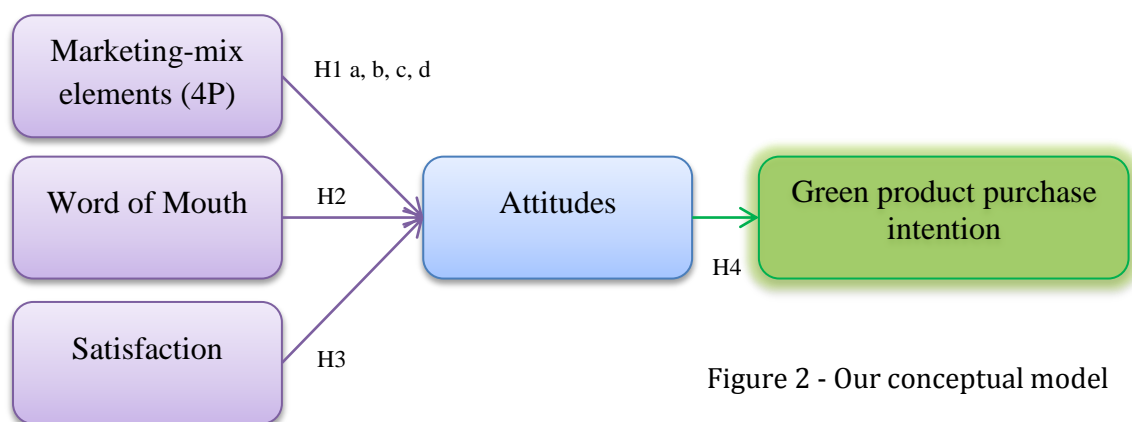 Marketing-mix
elements (4P)
H1 a, b, c, d
Word of Mouth
H2
Attitudes
Green product purchase
intention
H4
Satisfaction
H3
Figure 2 - Our conceptual model